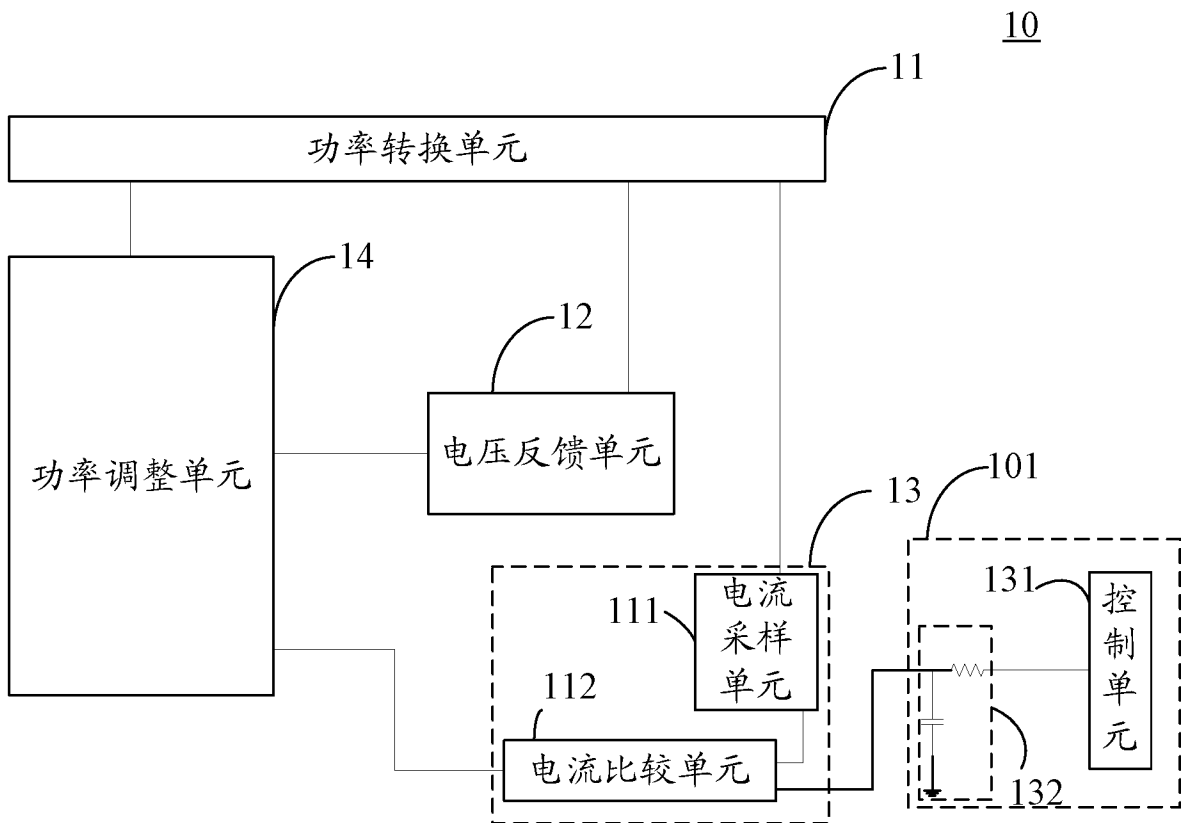 10
11
功率转换单元
14
12
功率调整单元
电压反馈单元
13
101
111
电流
采样
单元
131
控
制
单
元
112
电流比较单元
132